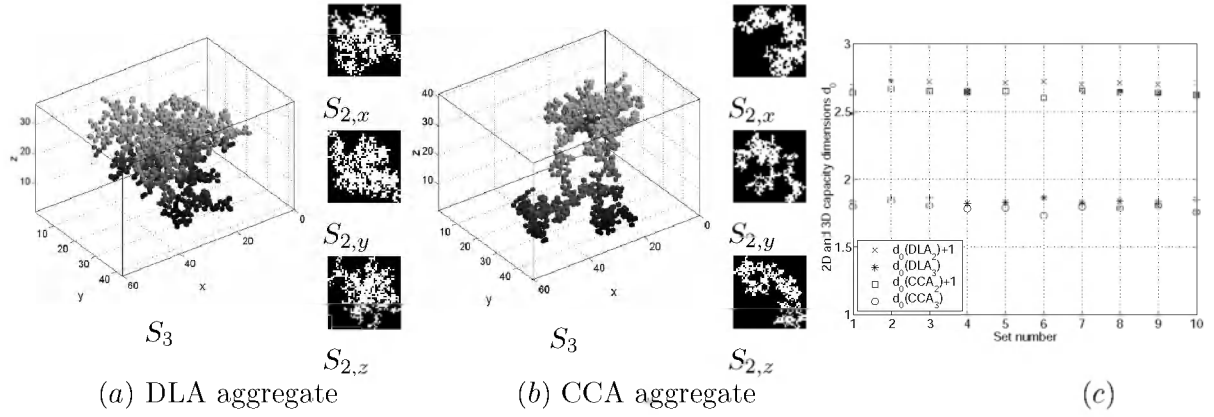 30
20
10
z
10
20
30
40
60
40
20
0
y
x
S_3
S_{2,x}
S_{2,y}
S_{2,z}
(a) DLA aggregate
40
30
20
10
z
10
20
30
40
50
60
40
20
0
y
x
S_3
S_{2,x}
S_{2,y}
S_{2,z}
(b) CCA aggregate
3
2.5
2
1.5
1
2D and 3D capacity dimensions d_0
× d_0(DLA_2)+1
* d_0(DLA_3)
□ d_0(CCA_2)+1
○ d_0(CCA_3)
1 2 3 4 5 6 7 8 9 10
Set number
(c)